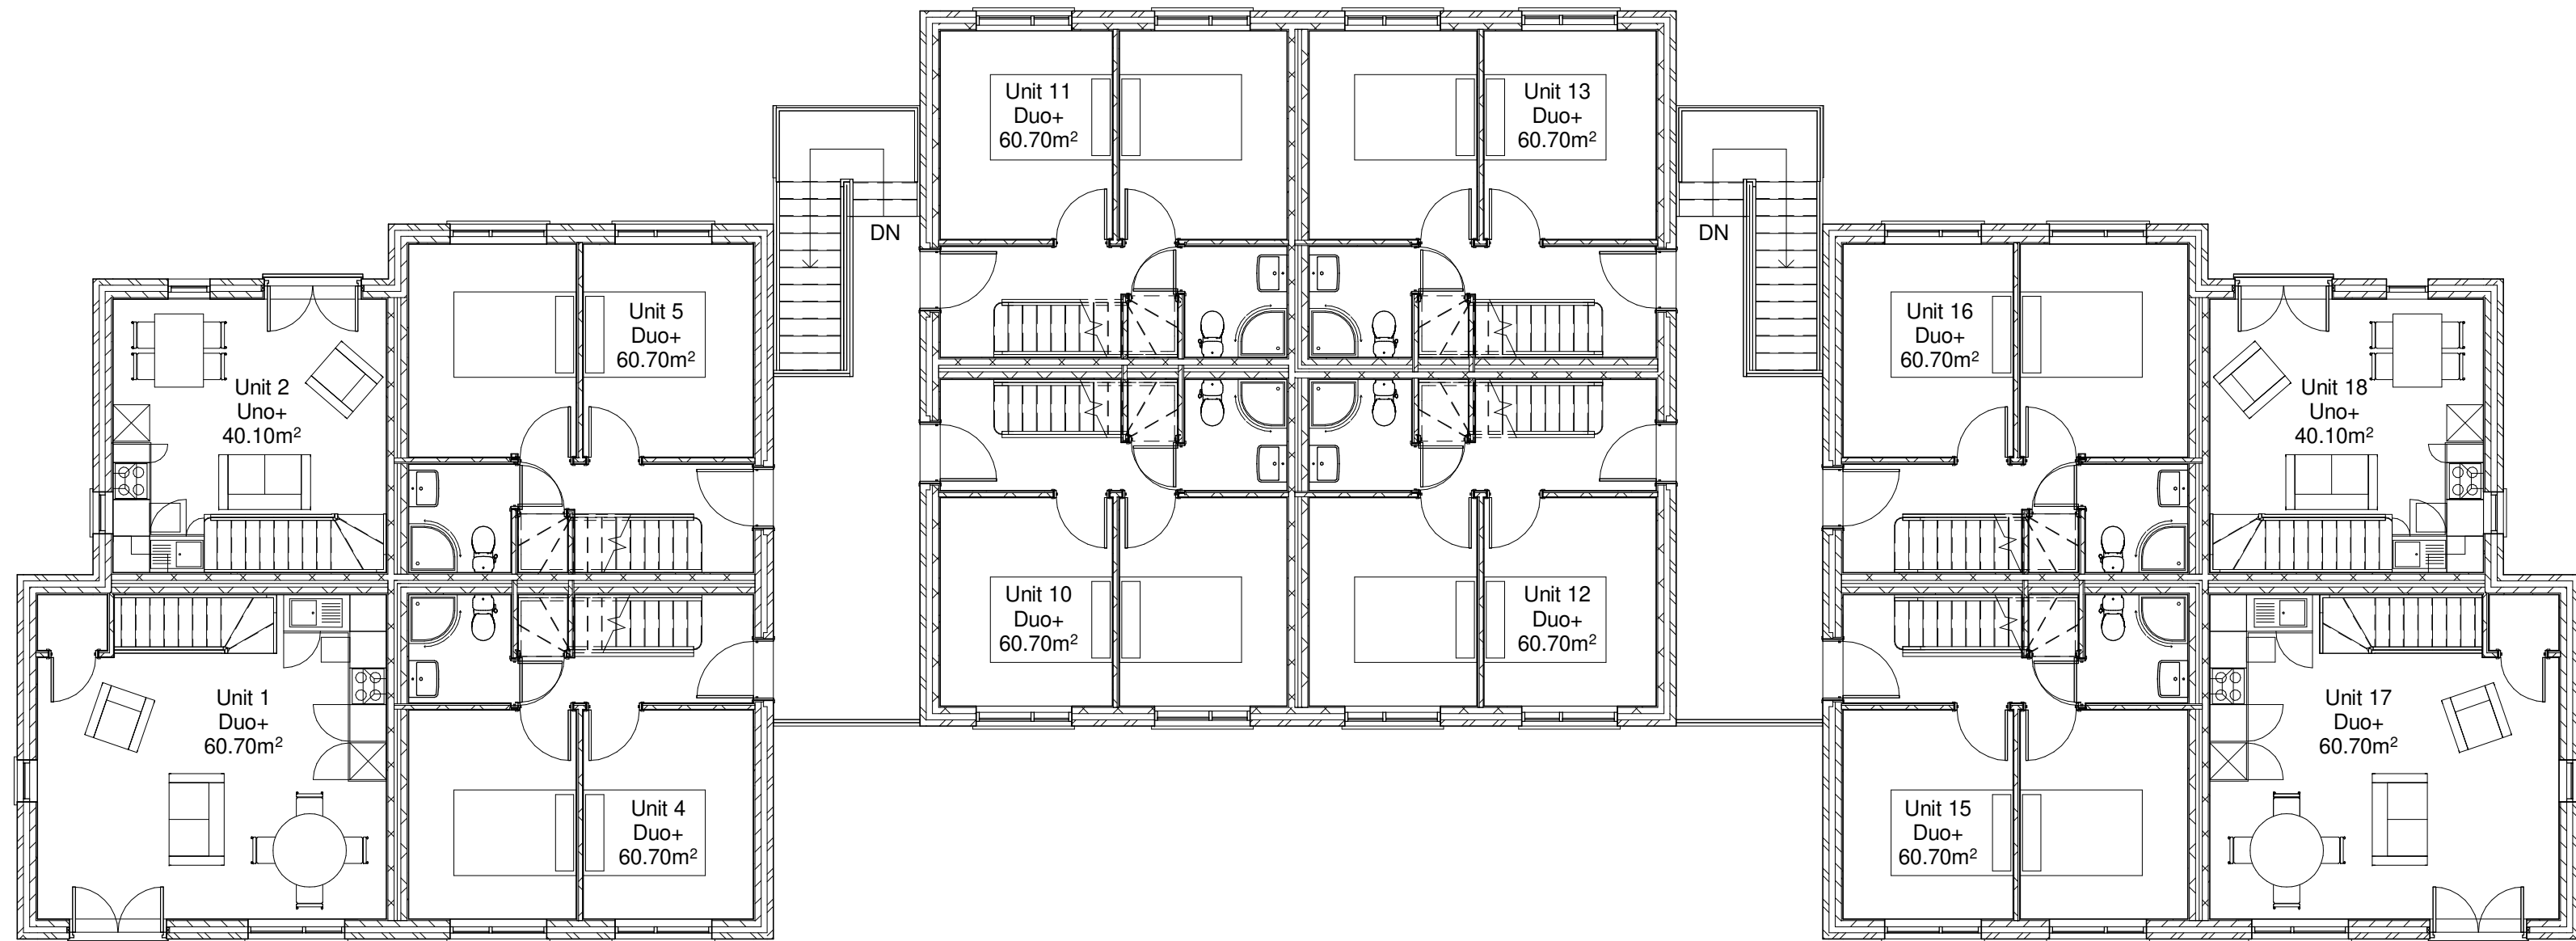 Unit 11
Duo+
60.70m²
Unit 13
Duo+
60.70m²
DN
DN
Unit 5
Duo+
60.70m²
Unit 16
Duo+
60.70m²
Unit 2
Uno+
40.10m²
Unit 18
Uno+
40.10m²
Unit 10
Duo+
60.70m²
Unit 12
Duo+
60.70m²
Unit 1
Duo+
60.70m²
Unit 17
Duo+
60.70m²
Unit 4
Duo+
60.70m²
Unit 15
Duo+
60.70m²